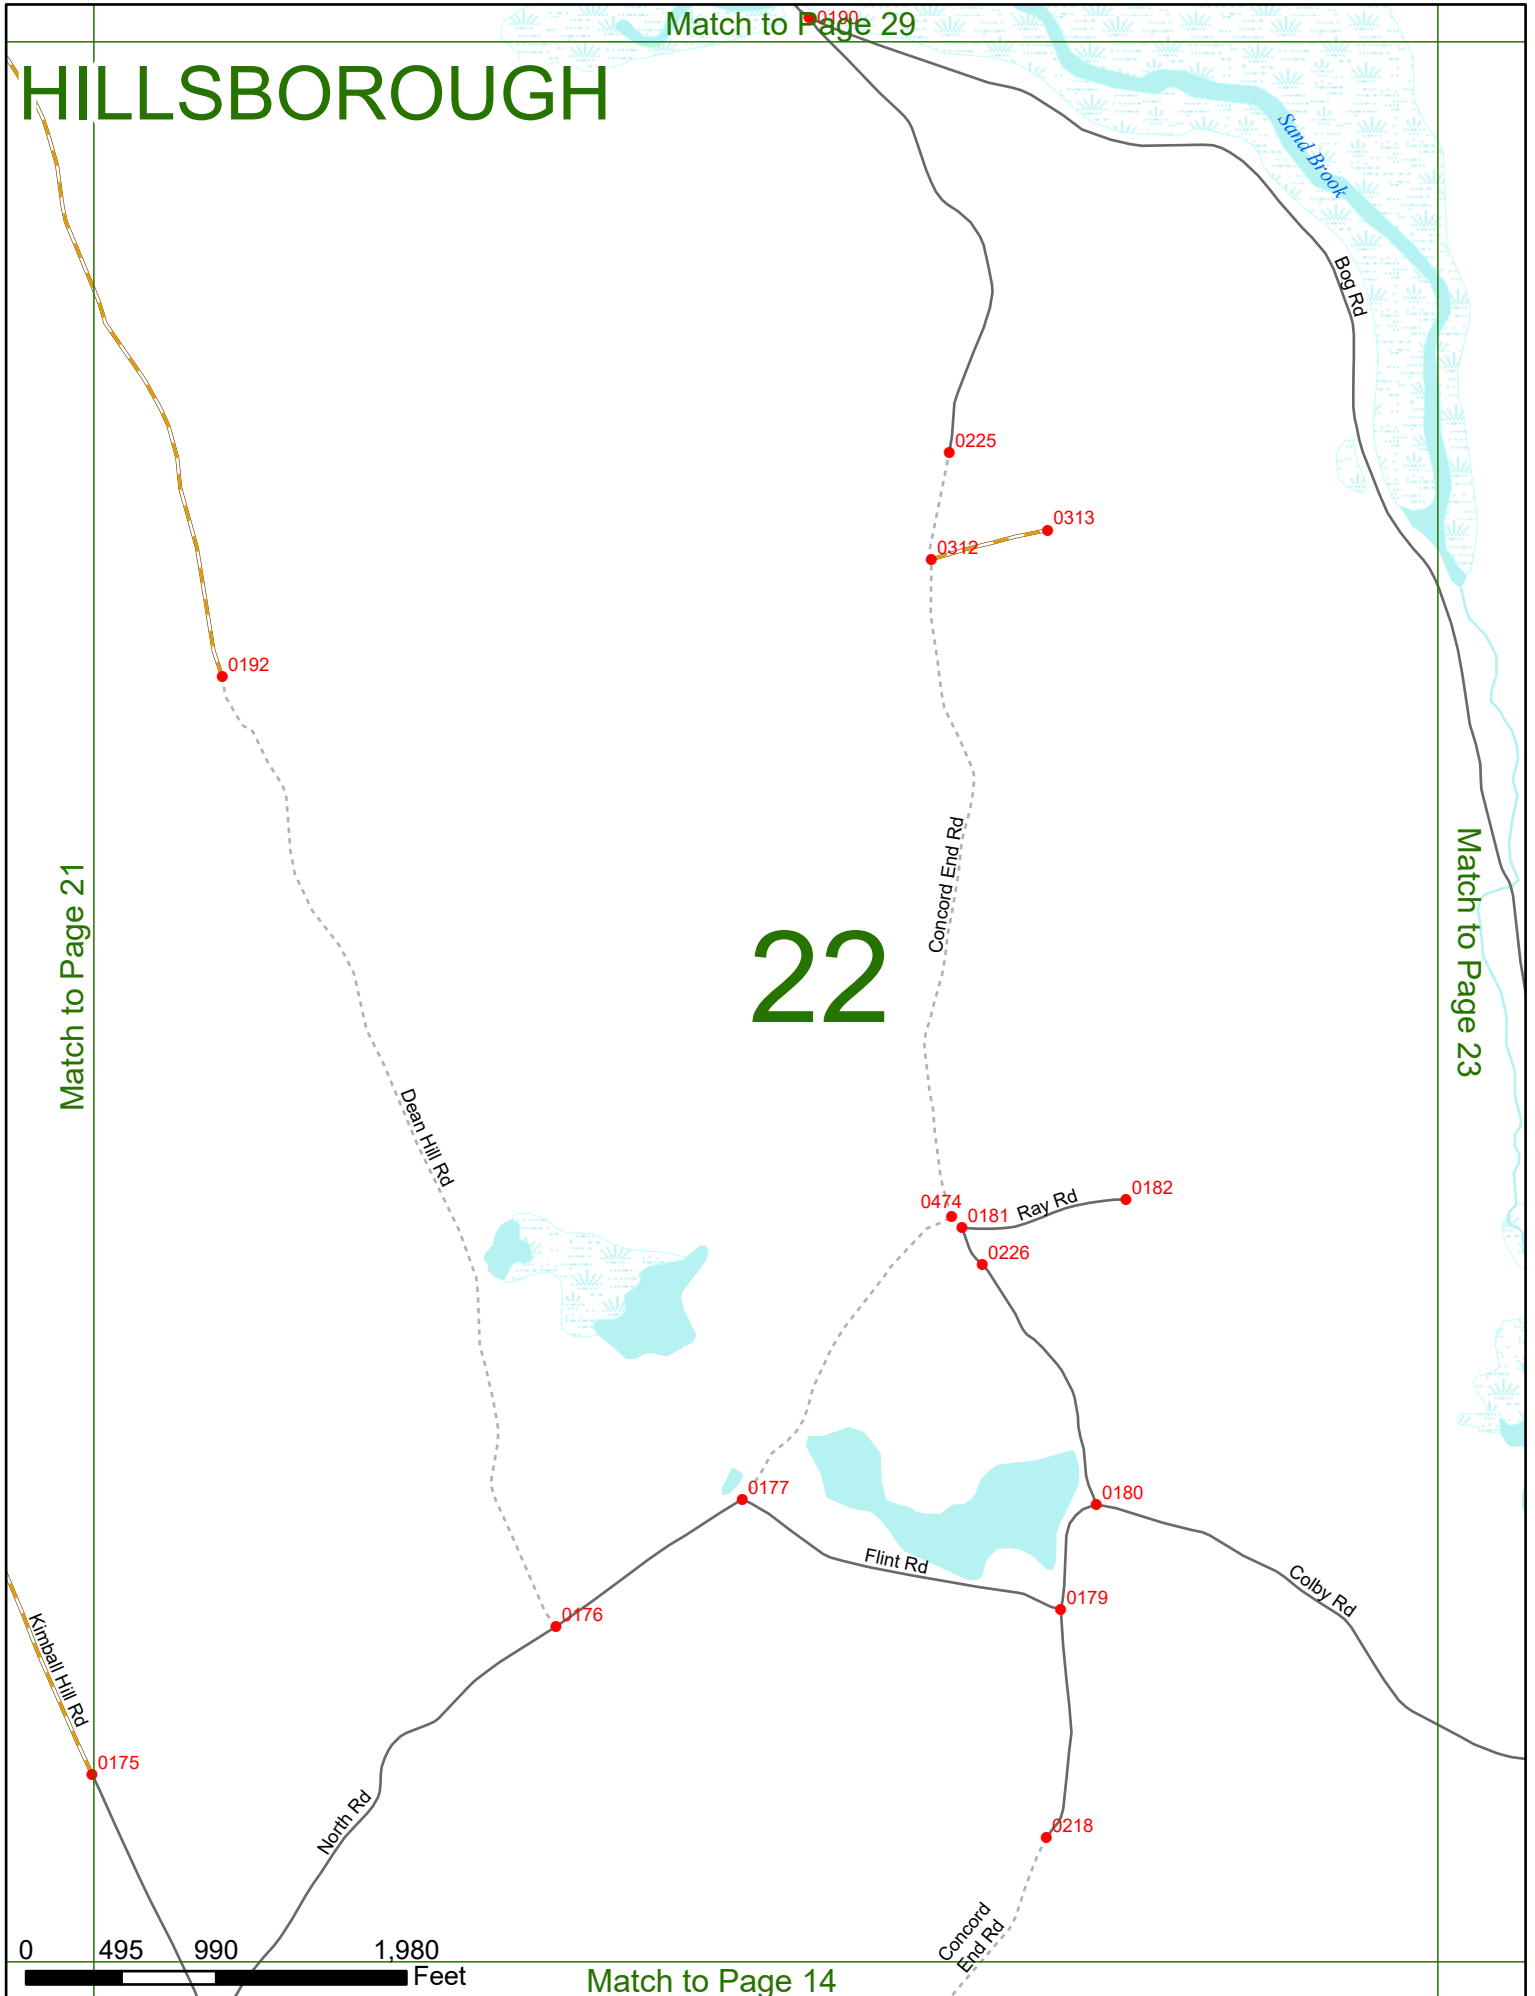 Match to Page 29
0190
HILLSBOROUGH
Sand Brook
Bog Rd
0225
0313
0312
0192
Concord End Rd
Match to Page 21
22
Match to Page 23
Dean Hill Rd
0182
Ray Rd
0474
0181
0226
0177
0180
Flint Rd
Colby Rd
0179
0176
Kimball Hill Rd
0175
North Rd
0218
Concord
End Rd
0 495 990 1,980
Feet
Match to Page 14